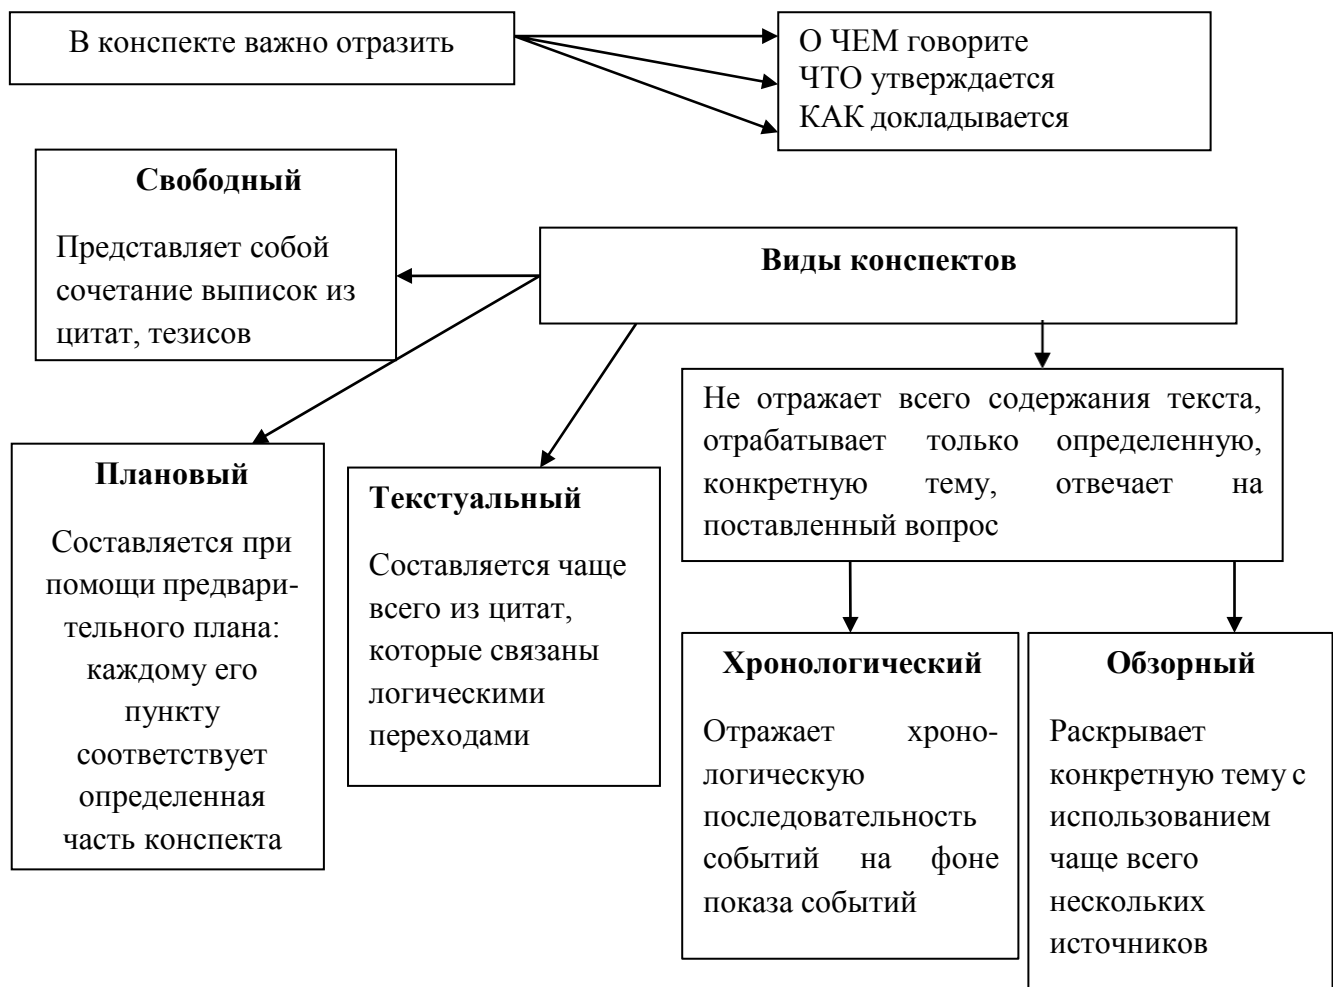 В конспекте важно отразить
О ЧЕМ говорите
ЧТО утверждается
КАК докладывается
Свободный
Представляет собой
сочетание выписок из
цитат, тезисов
Виды конспектов
Плановый
Составляется при
помощи предвари-
тельного плана:
каждому его
пункту
соответствует
определенная
часть конспекта
Текстуальный
Составляется чаще
всего из цитат,
которые связаны
логическими
переходами
Не отражает всего содержания текста,
отрабатывает только определенную,
конкретную тему, отвечает на
поставленный вопрос
Хронологический
Отражает хроно-
логическую
последовательность
событий на фоне
показа событий
Обзорный
Раскрывает
конкретную тему с
использованием
чаще всего
нескольких
источников